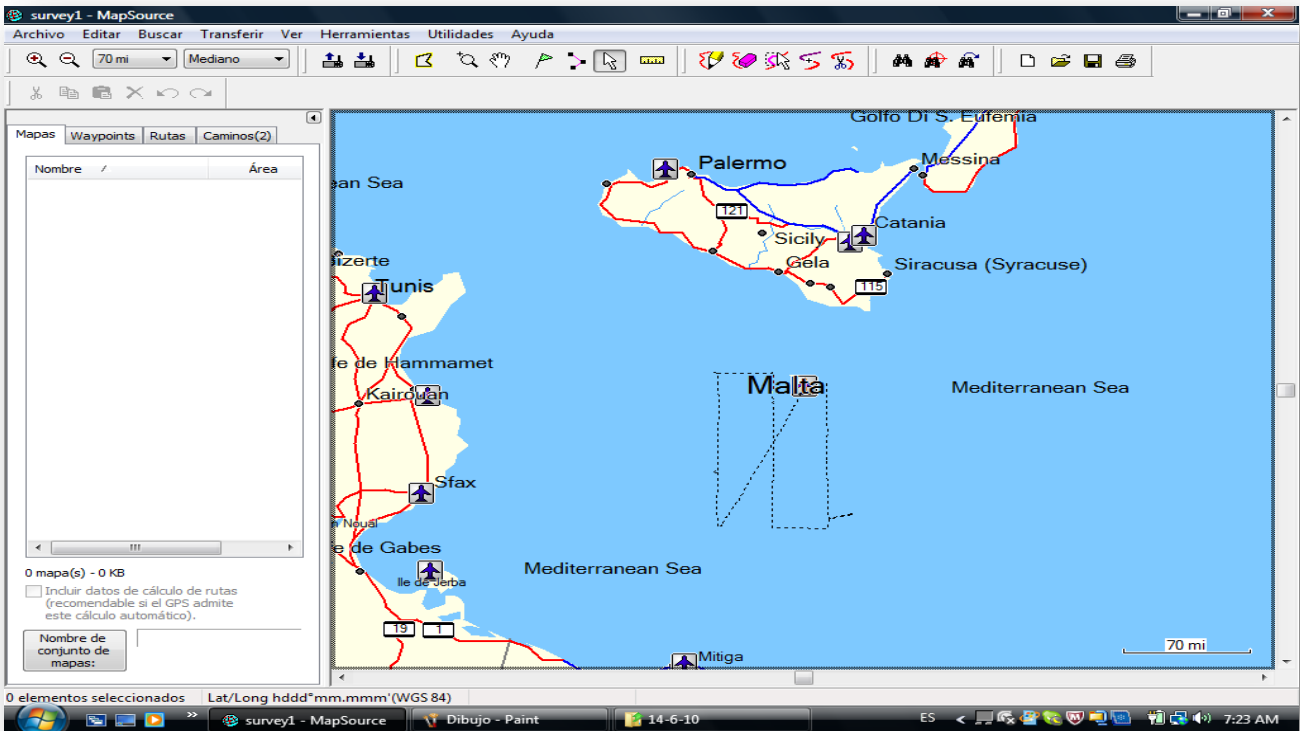 survey1 - MapSource
Archivo Editar Buscar Transferir Ver Herramientas Utilidades Ayuda
70 mi Mediano
Mapas Waypoints Rutas Caminos(2)
Nombre / Área
0 mapa(s) - 0 KB
Incluir datos de cálculo de rutas
(recomendable si el GPS admite
este cálculo automático).
Nombre de
conjunto de
mapas:
Golfo Di S. Eufemia
Palermo
Messina
ean Sea
121
Catania
Sicily
Bizerte
Gela
Siracusa (Syracuse)
Tunis
115
fe de Hammamet
Malta
Mediterranean Sea
Kairouan
Sfax
n Noual
e de Gabes
Mediterranean Sea
Ile de Jerba
19 1
70 mi
Mitiga
0 elementos seleccionados Lat/Long hddd°mm.mmm'(WGS 84)
» survey1 - MapSource Dibujo - Paint 14-6-10 ES < 7:23 AM